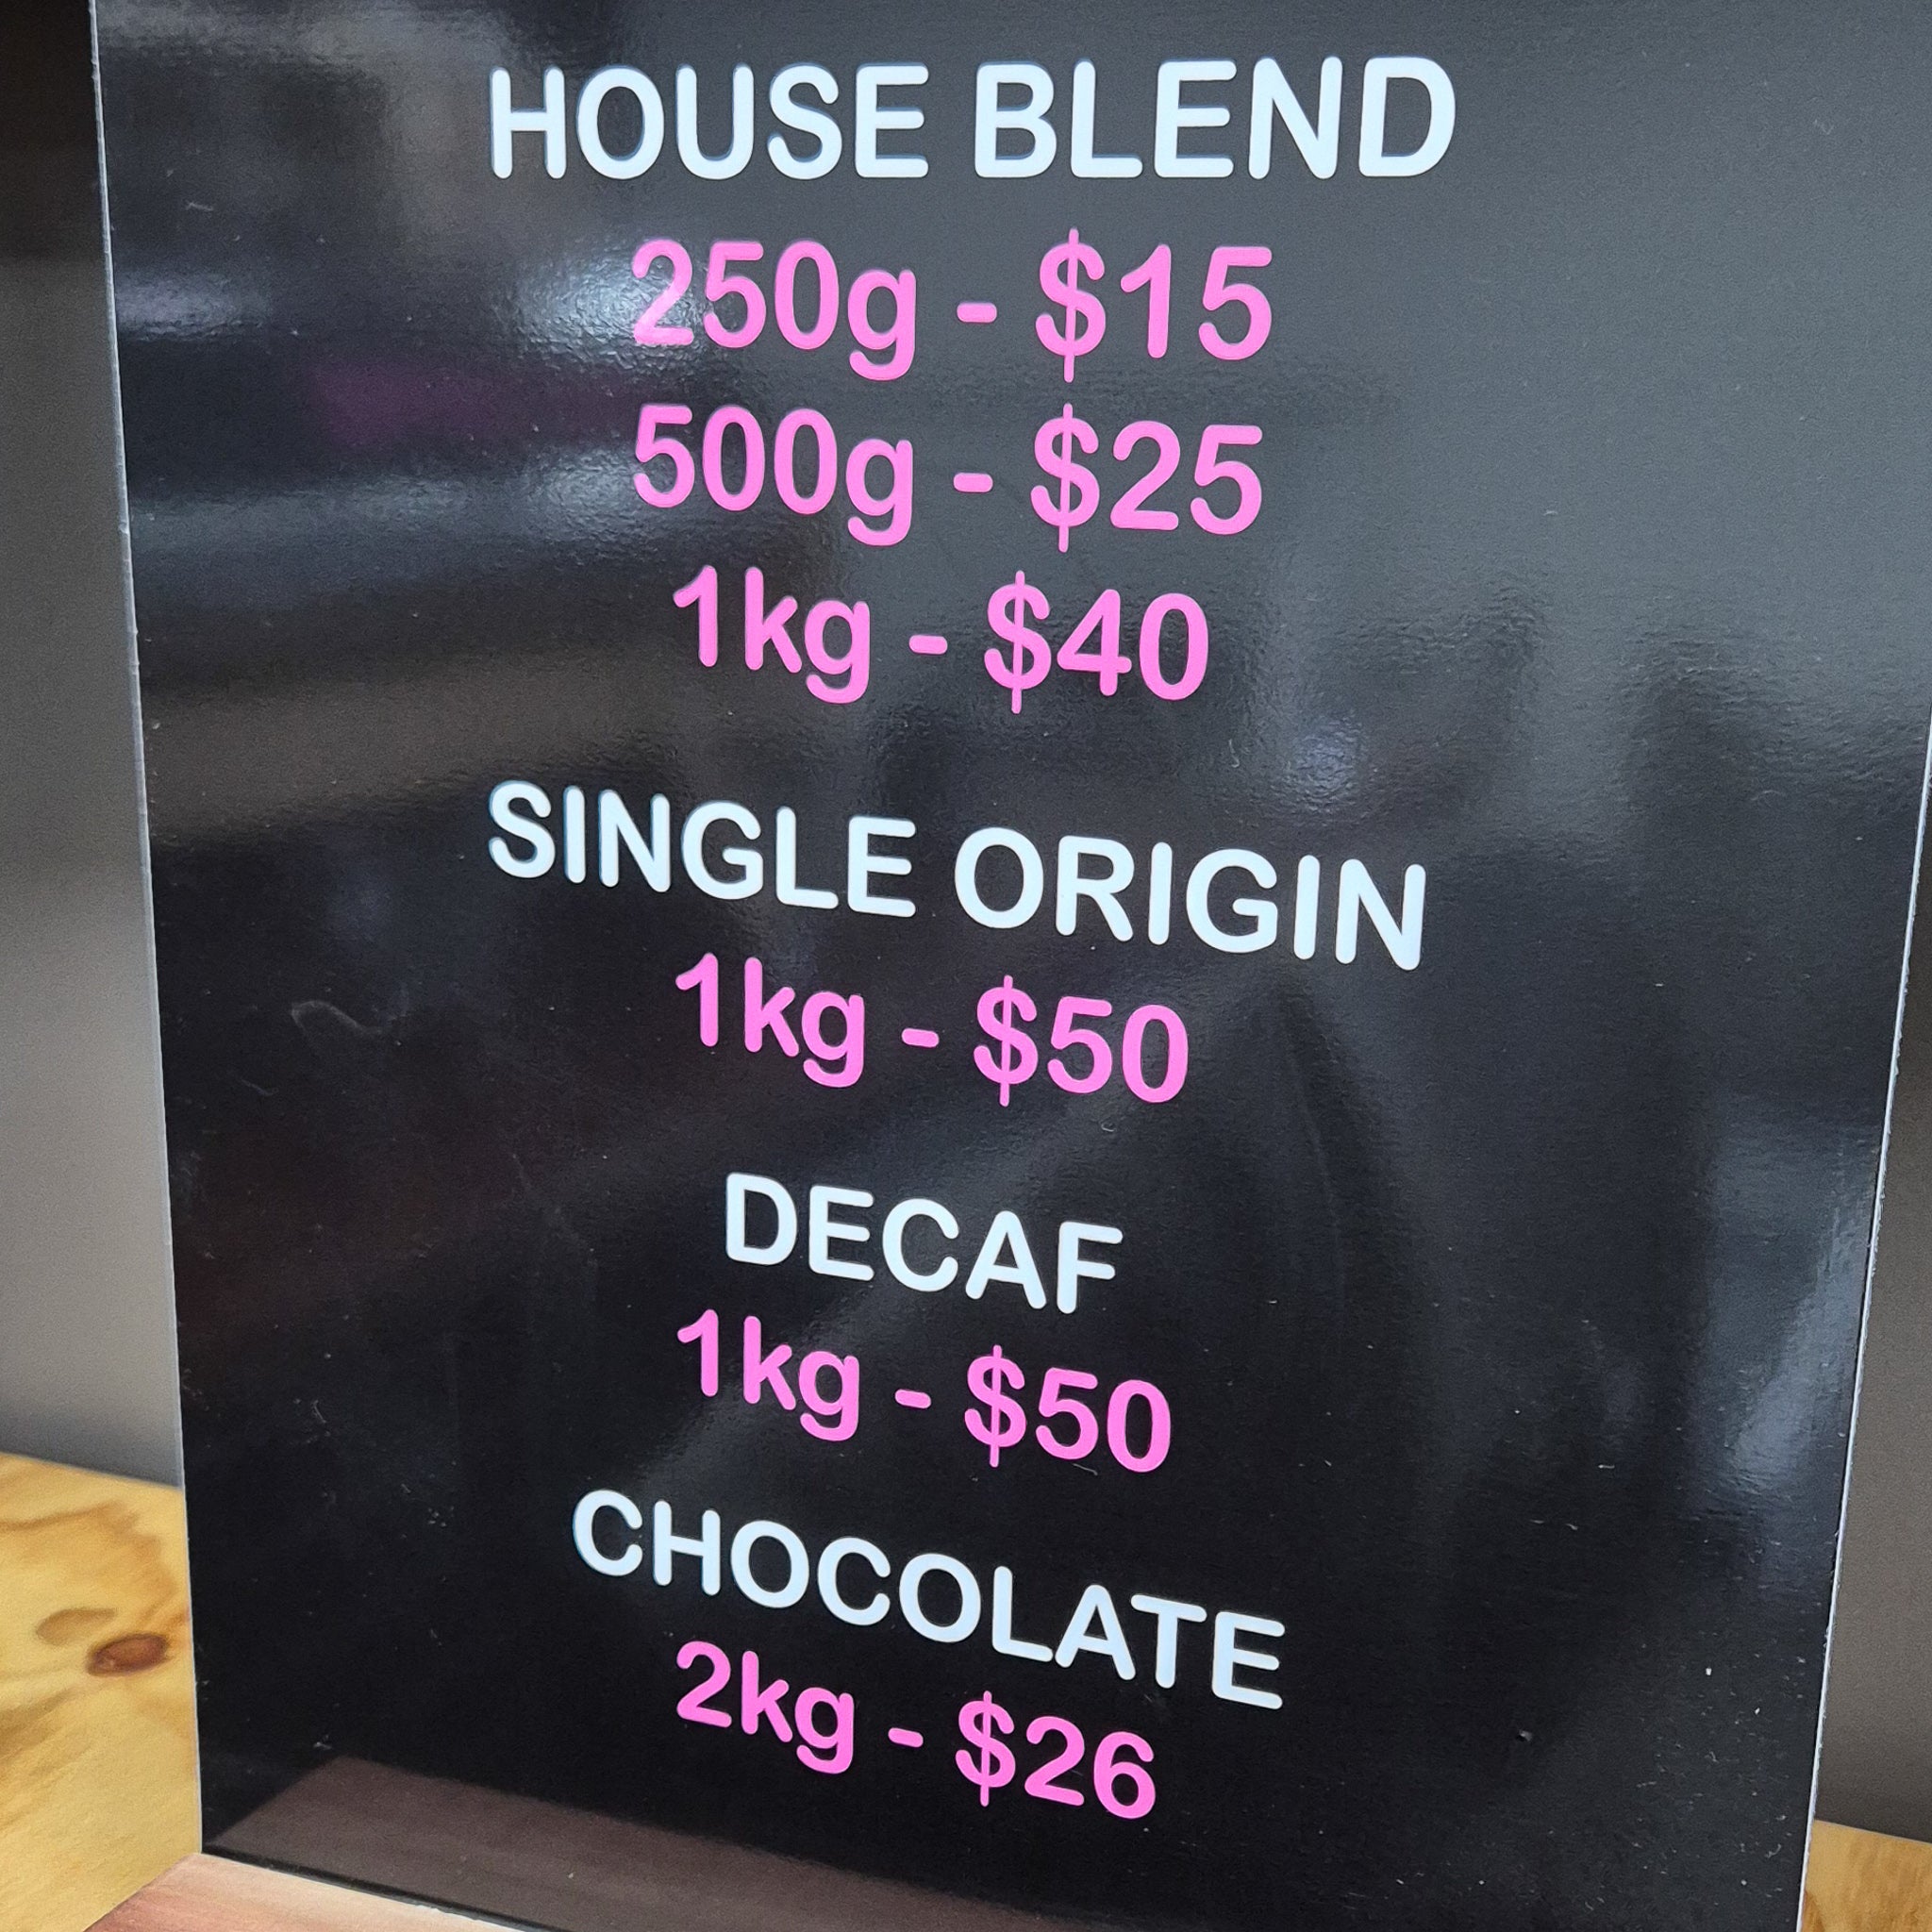 HOUSE BLEND
250g - $15
500g - $25
1kg - $40
SINGLE ORIGIN
1kg - $50
DECAF
1kg - $50
CHOCOLATE
2kg - $26